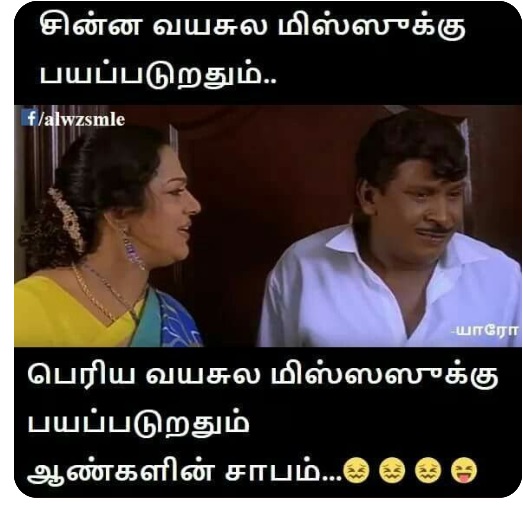 சின்ன வயசுல மிஸ்ஸுக்கு
பயப்படுறதும்..
f/alwzsmle
-யாரோ
பெரிய வயசுல மிஸ்ஸஸுக்கு
பயப்படுறதும்
ஆண்களின் சாபம்...😖😖😖😝